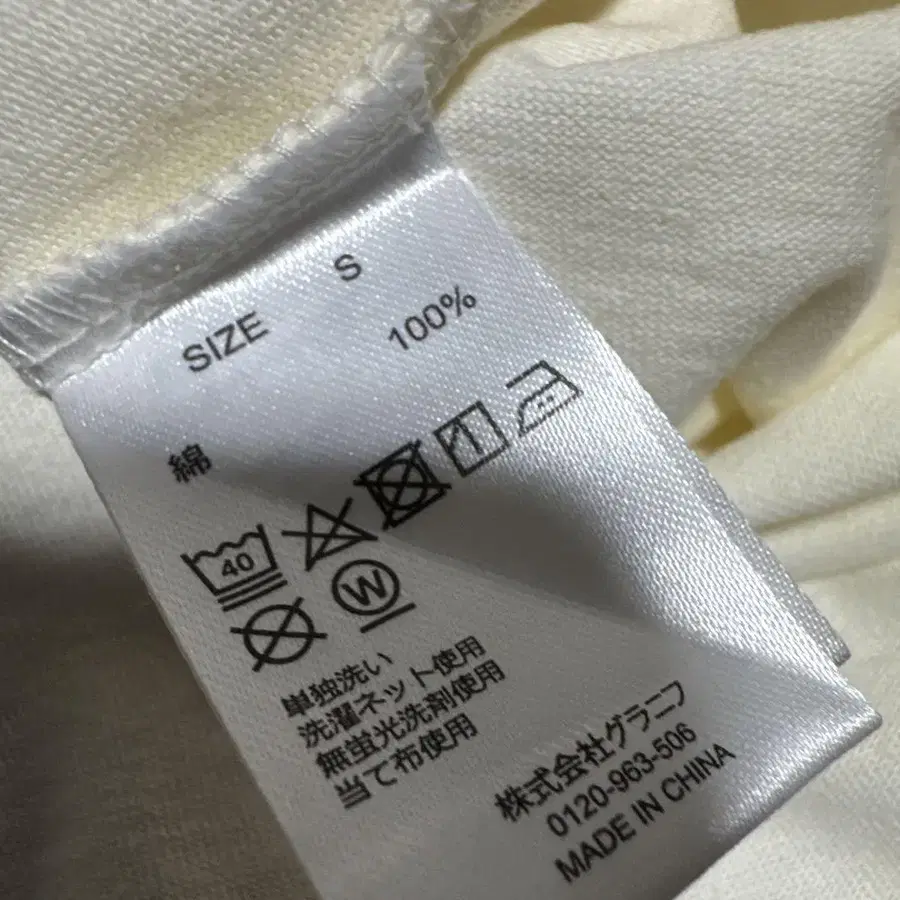 SIZE S
綿 100%
40
W
単独洗い
洗濯ネット使用
無蛍光洗剤使用
当て布使用
株式会社グラニフ
0120-963-506
MADE IN CHINA